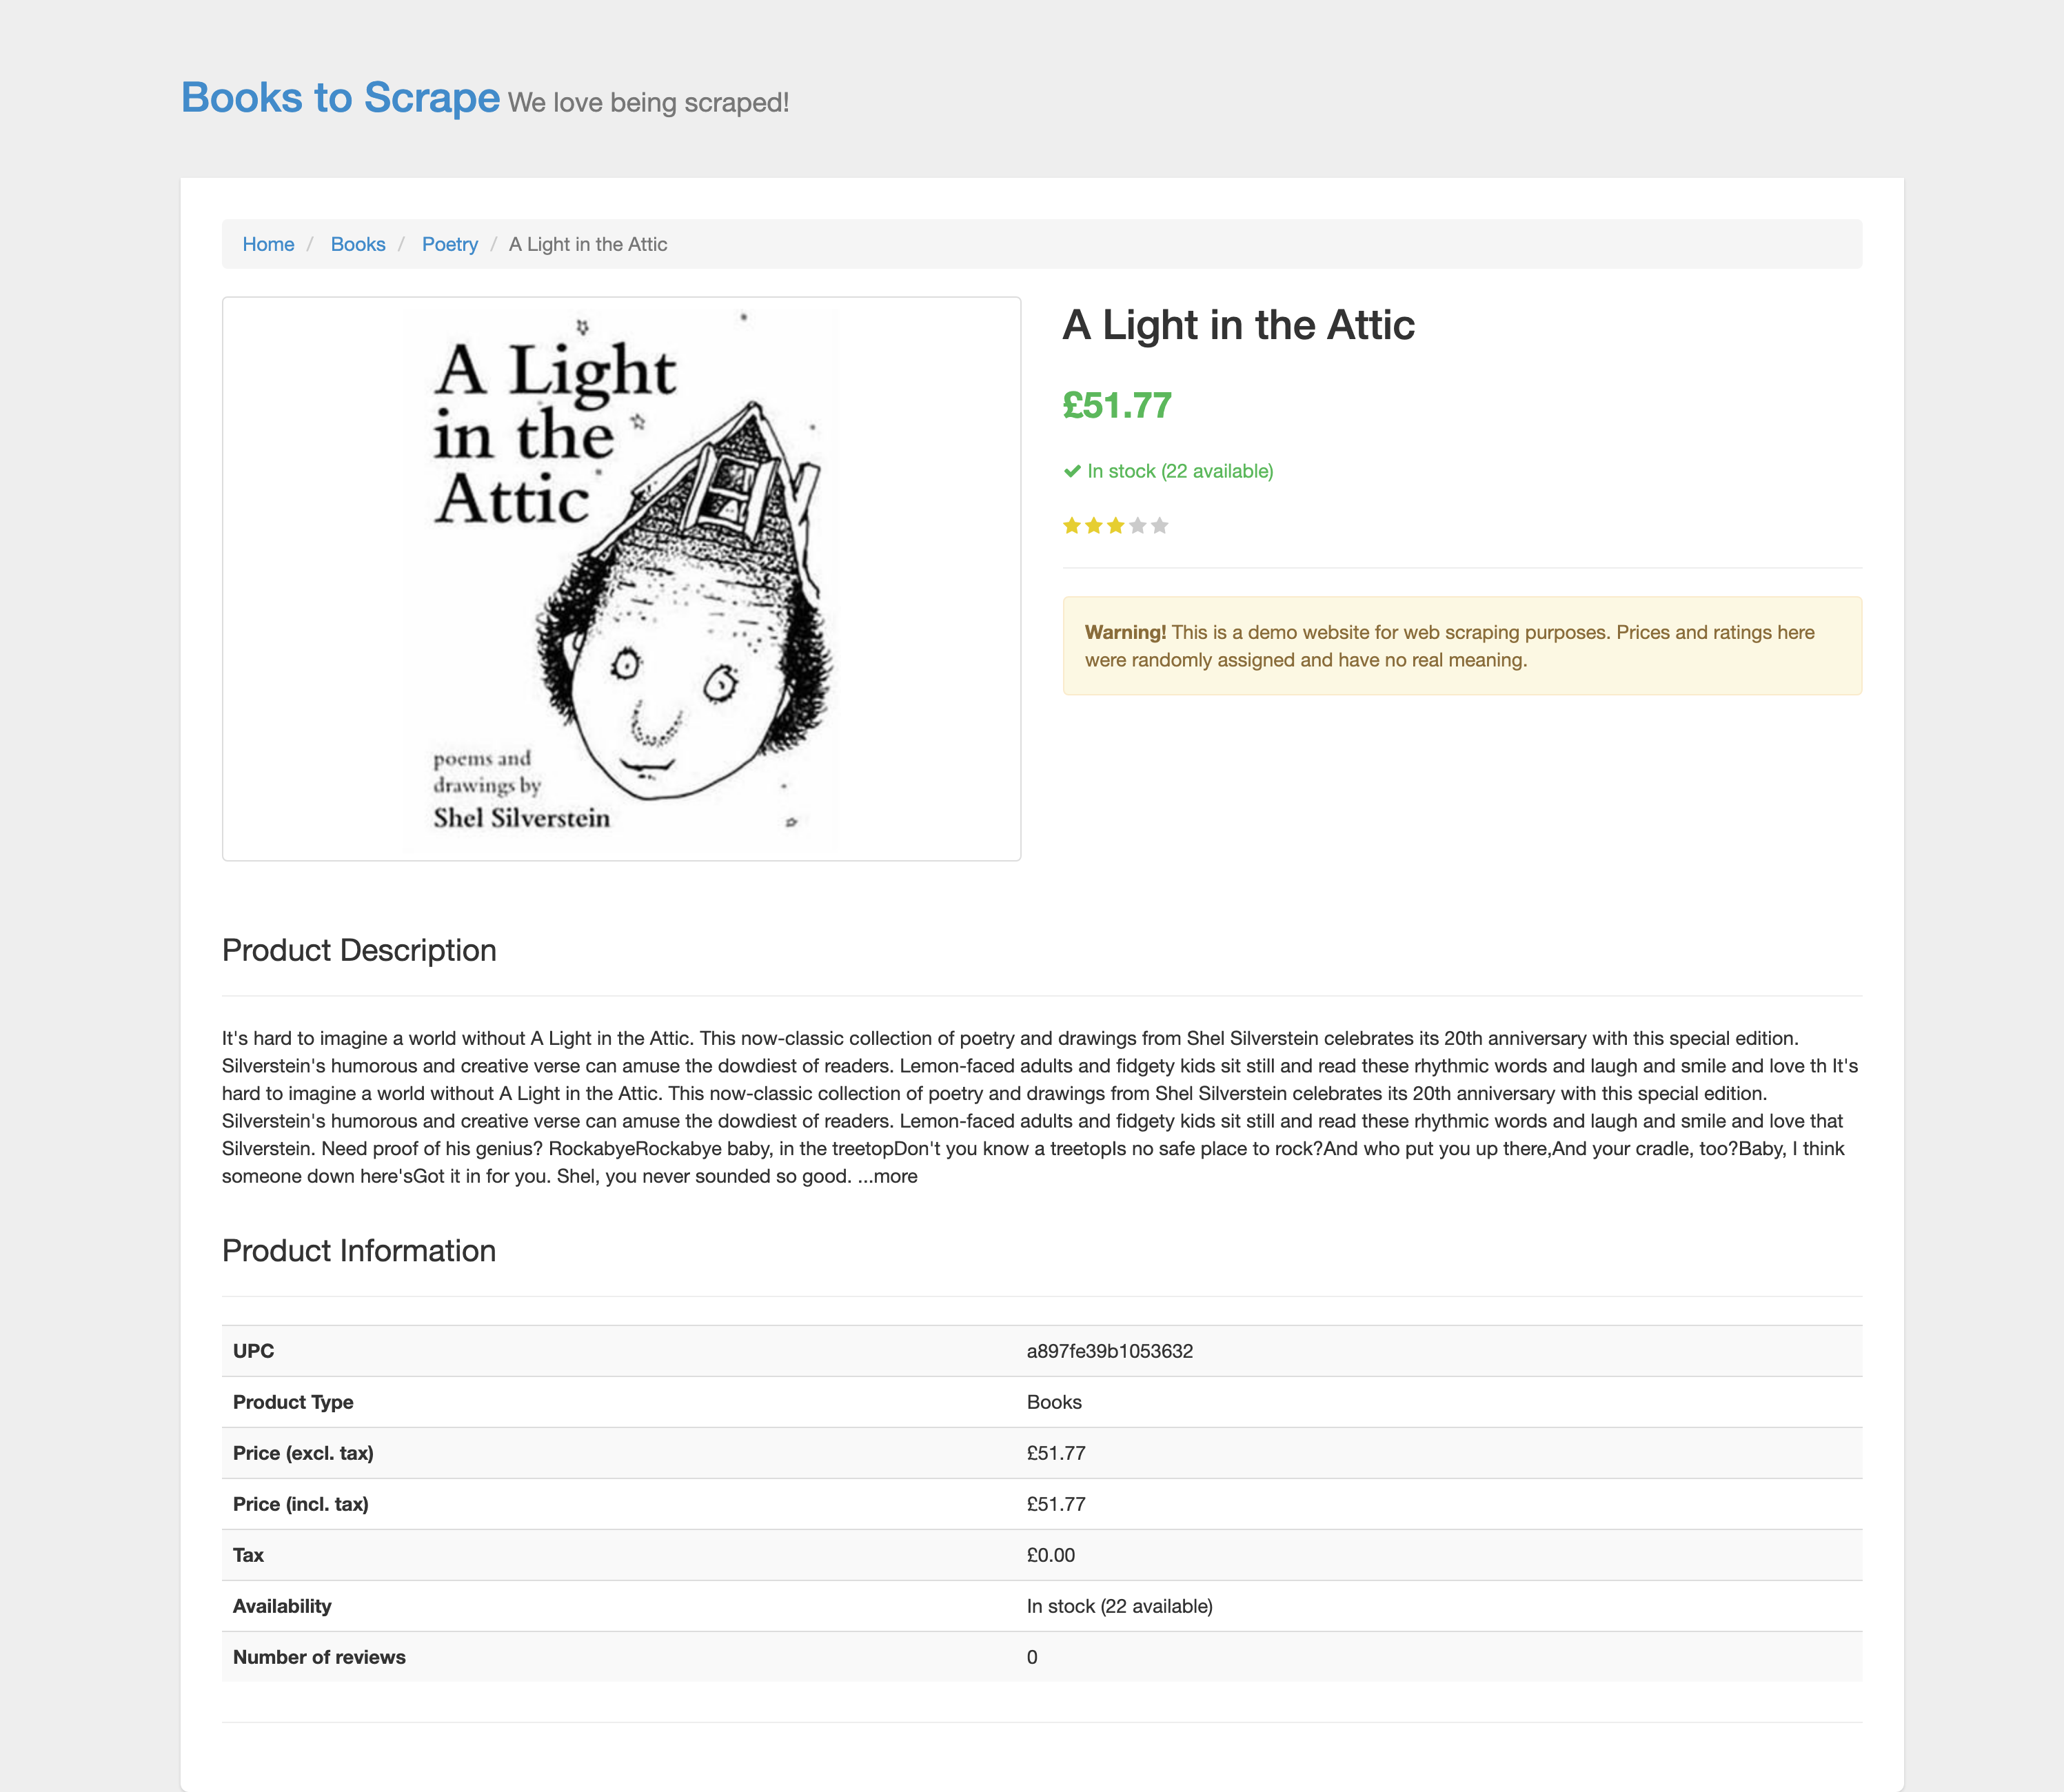 Books to Scrape We love being scraped!
Home / Books / Poetry / A Light in the Attic
A Light
in the
Attic
poems and
drawings by
Shel Silverstein
A Light in the Attic
£51.77
In stock (22 available)
Warning! This is a demo website for web scraping purposes. Prices and ratings here
were randomly assigned and have no real meaning.
Product Description
It's hard to imagine a world without A Light in the Attic. This now-classic collection of poetry and drawings from Shel Silverstein celebrates its 20th anniversary with this special edition.
Silverstein's humorous and creative verse can amuse the dowdiest of readers. Lemon-faced adults and fidgety kids sit still and read these rhythmic words and laugh and smile and love th It's
hard to imagine a world without A Light in the Attic. This now-classic collection of poetry and drawings from Shel Silverstein celebrates its 20th anniversary with this special edition.
Silverstein's humorous and creative verse can amuse the dowdiest of readers. Lemon-faced adults and fidgety kids sit still and read these rhythmic words and laugh and smile and love that
Silverstein. Need proof of his genius? RockabyeRockabye baby, in the treetopDon't you know a treetopIs no safe place to rock?And who put you up there,And your cradle, too?Baby, I think
someone down here'sGot it in for you. Shel, you never sounded so good. ...more
Product Information
UPC a897fe39b1053632
Product Type Books
Price (excl. tax) £51.77
Price (incl. tax) £51.77
Tax £0.00
Availability In stock (22 available)
Number of reviews 0